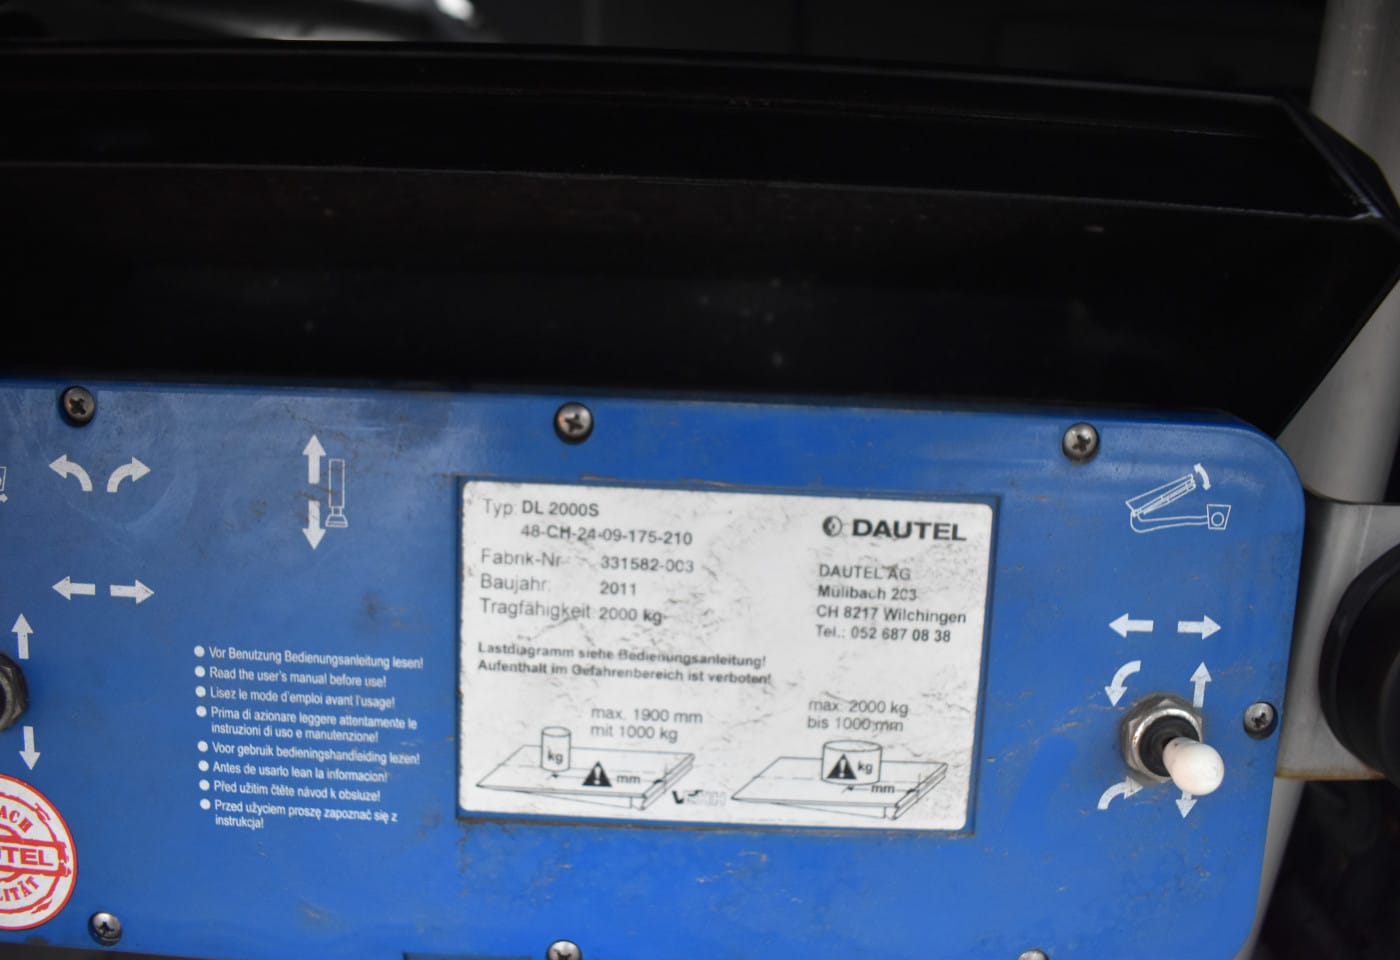 Typ: DL 2000S
48-CH-24-09-175-210
Fabrik-Nr 331582-003
Baujahr: 2011
Tragfähigkeit 2000 kg
Lastdiagramm siehe Bedienungsanleitung!
Aufenthalt im Gefahrenbereich ist verboten!
DAUTEL
DAUTEL AG
Mülibach 203
CH 8217 Wilchingen
Tel.: 052 687 08 38
max. 1900 mm
mit 1000 kg
kg
mm
max. 2000 kg
bis 1000 mm
kg
mm
Vor Benutzung Bedienungsanleitung lesen!
Read the user's manual before use!
Lisez le mode d'emploi avant l'usage!
Prima di azionare leggere attentamente le
instruzioni di uso e manutenzione!
Voor gebruik bedieningshandleiding lezen!
Antes de usarlo lean la informacion!
Před užitim čtěte návod k obsluze!
Przed użyciem proszę zapoznać się z
instrukcja!
ACH
UTEL
LITÄT